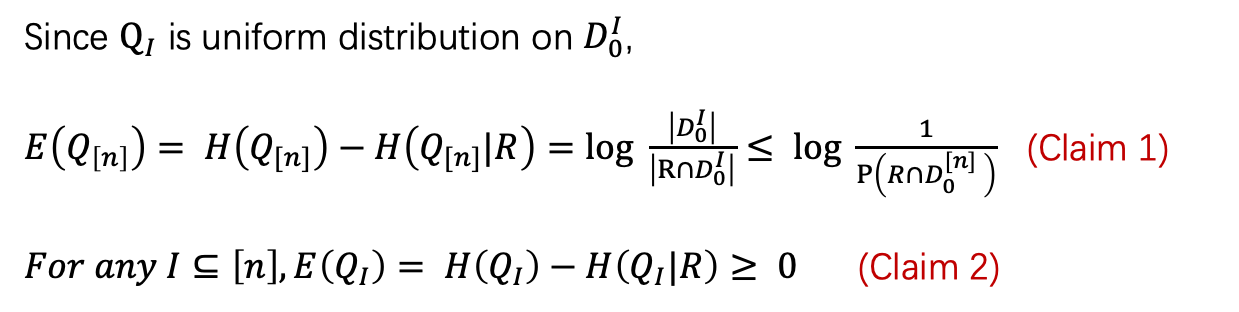 Since Q_I is uniform distribution on D_0^I,
E(Q_[n]) = H(Q_[n]) − H(Q_[n]|R) = log |D_0^I| / |R∩D_0^I| ≤ log 1 / P(R∩D_0^[n]) (Claim 1)
For any I ⊆ [n], E(Q_I) = H(Q_I) − H(Q_I|R) ≥ 0 (Claim 2)